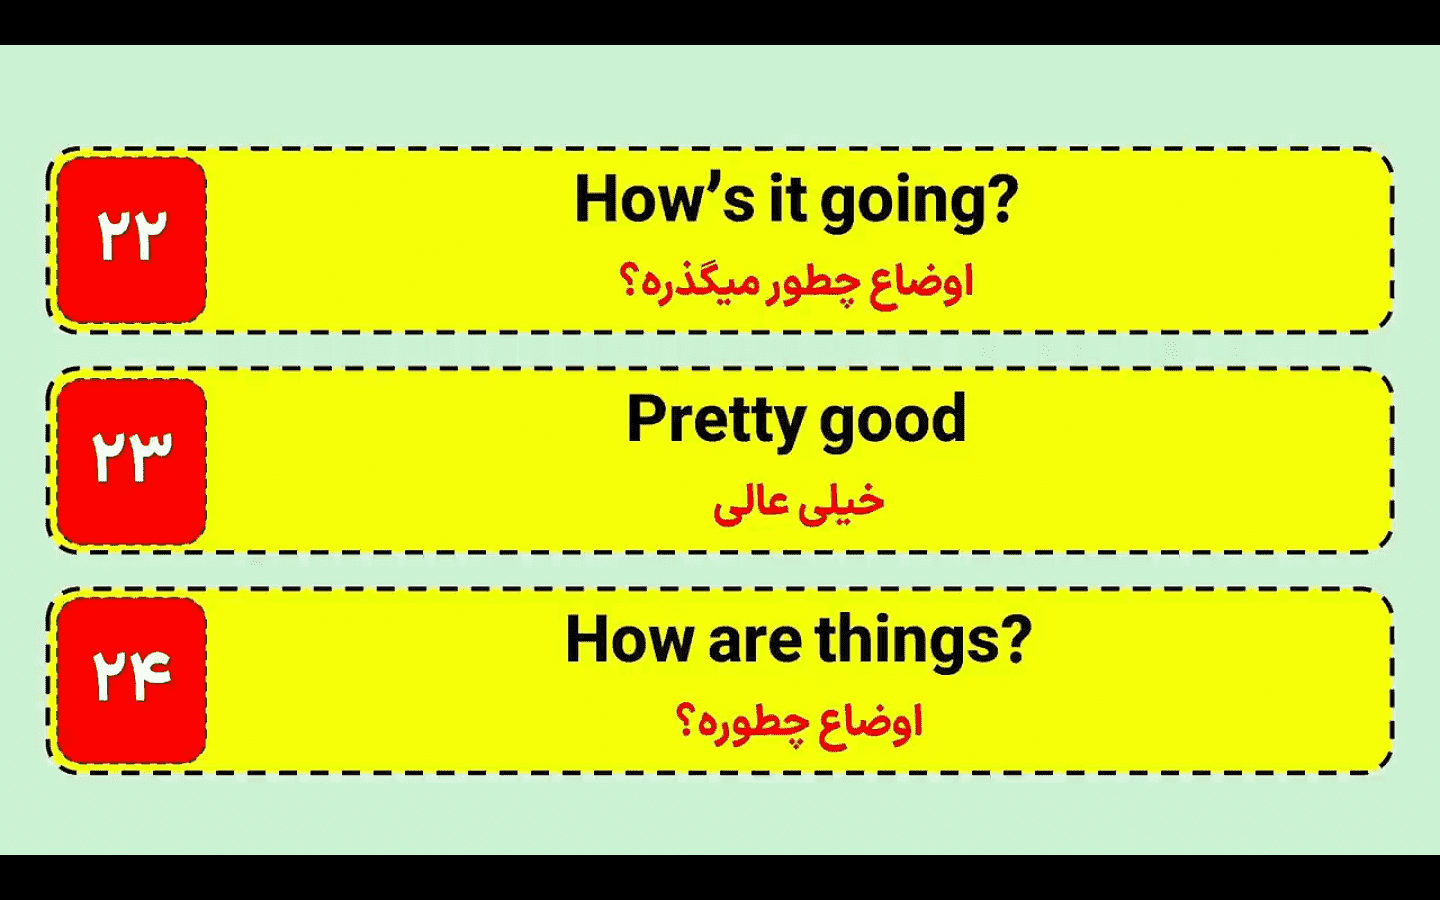 ۲۲
How’s it going?
اوضاع چطور میگذره؟
۲۳
Pretty good
خیلی عالی
۲۴
How are things?
اوضاع چطوره؟